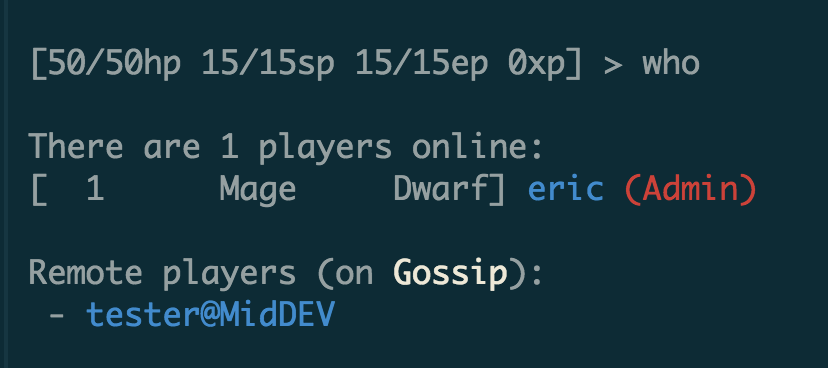 [50/50hp 15/15sp 15/15ep 0xp] > who
There are 1 players online:
[  1      Mage     Dwarf] eric (Admin)
Remote players (on Gossip):
 - tester@MidDEV